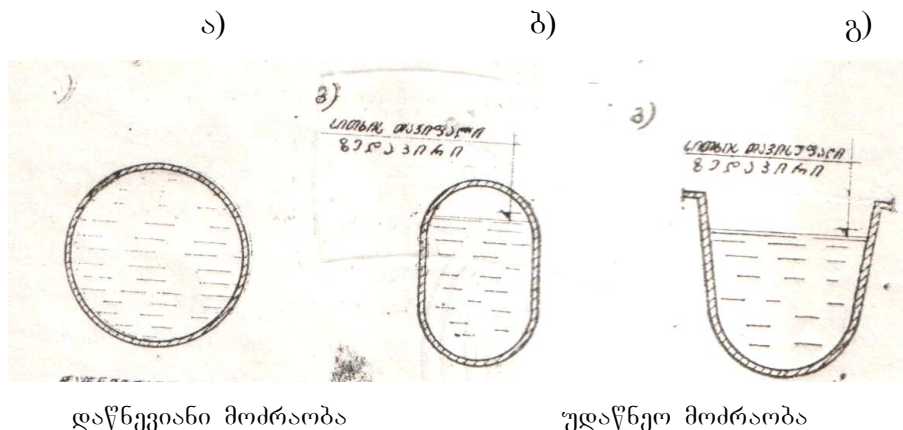 ა) ბ) გ)
ბ)
სითხის თავისუფალი
ზედაპირი
გ)
სითხის თავისუფალი
ზედაპირი
დაწნევიანი მოძრაობა უდაწნეო მოძრაობა